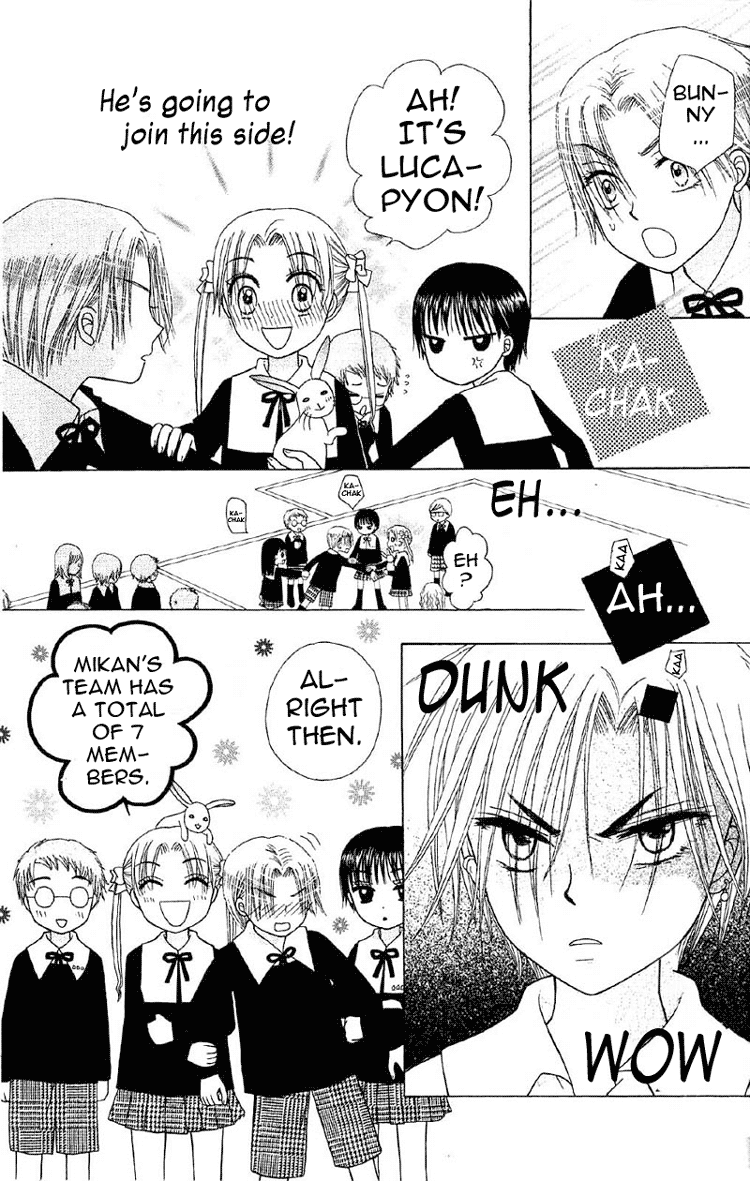 BUN-
NY
...
AH!
IT'S
LUCA-
PYON!
He's going to
join this side!
KA-
CHAK
EH...
KA-
CHAK
KA-
CHAK
EH
?
KAA
AH...
KAA
DUNK
WOW
AL-
RIGHT
THEN.
MIKAN'S
TEAM HAS
A TOTAL
OF 7
MEM-
BERS.